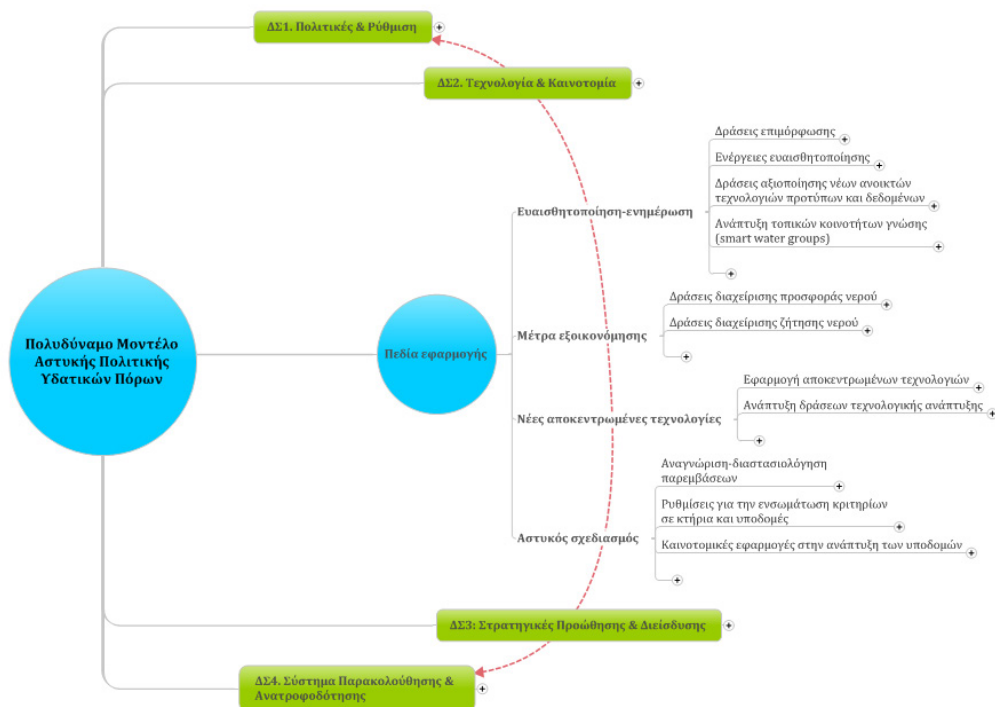 ΔΣ1. Πολιτικές & Ρύθμιση
ΔΣ2. Τεχνολογία & Καινοτομία
Πολυδύναμο Μοντέλο
Αστυκής Πολιτικής
Υδατικών Πόρων
Πεδία εφαρμογής
Ευαισθητοποίηση-ενημέρωση
Δράσεις επιμόρφωσης
Ενέργειες ευαισθητοποίησης
Δράσεις αξιοποίησης νέων ανοικτών
τεχνολογιών προτύπων και δεδομένων
Ανάπτυξη τοπικών κοινοτήτων γνώσης
(smart water groups)
Μέτρα εξοικονόμησης
Δράσεις διαχείρισης προσφοράς νερού
Δράσεις διαχείρισης ζήτησης νερού
Νέες αποκεντρωμένες τεχνολογίες
Εφαρμογή αποκεντρωμένων τεχνολογιών
Ανάπτυξη δράσεων τεχνολογικής ανάπτυξης
Αστυκός σχεδιασμός
Αναγνώριση-διαστασιολόγηση
παρεμβάσεων
Ρυθμίσεις για την ενσωμάτωση κριτηρίων
σε κτήρια και υποδομές
Καινοτομικές εφαρμογές στην ανάπτυξη των υποδομών
ΔΣ3: Στρατηγικές Προώθησης & Διείσδυσης
ΔΣ4. Σύστημα Παρακολούθησης &
Ανατροφοδότησης